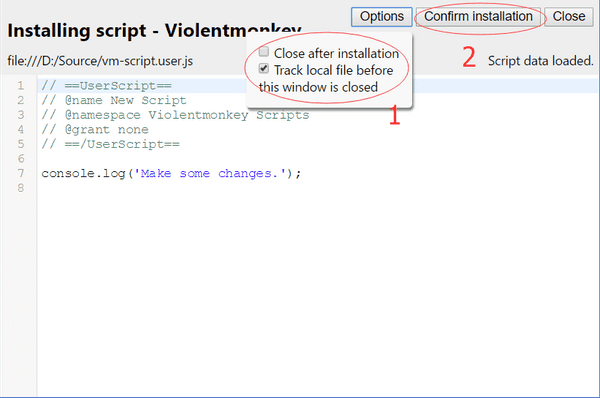 Options
Confirm installation
Close
Installing script - Violentmonkey
Close after installation
Track local file before
this window is closed
1
2
file:///D:/Source/vm-script.user.js
Script data loaded.
1 // ==UserScript==
2 // @name New Script
3 // @namespace Violentmonkey Scripts
4 // @grant none
5 // ==/UserScript==
6
7 console.log('Make some changes.');
8